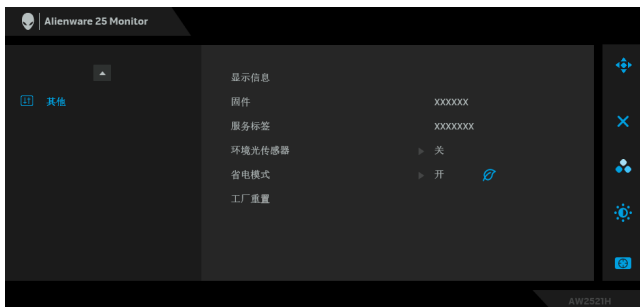 Alienware 25 Monitor
其他
显示信息
固件 XXXXXX
服务标签 XXXXXXX
环境光传感器 关
省电模式 开
工厂重置
AW2521H